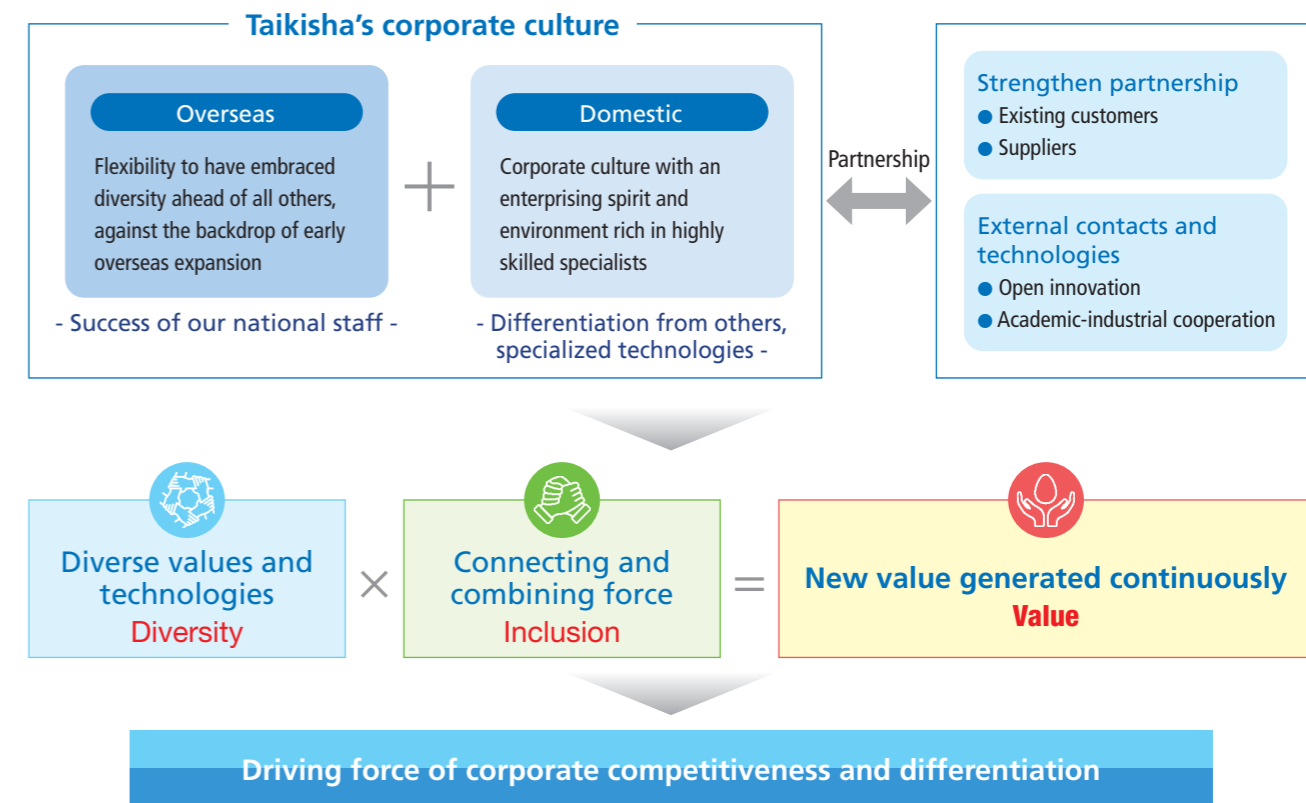 Taikisha's corporate culture
Overseas
Flexibility to have embraced
diversity ahead of all others,
against the backdrop of early
overseas expansion
- Success of our national staff -
+
Domestic
Corporate culture with an
enterprising spirit and
environment rich in highly
skilled specialists
- Differentiation from others,
specialized technologies -
Partnership
Strengthen partnership
● Existing customers
● Suppliers
External contacts and
technologies
● Open innovation
● Academic-industrial cooperation
Diverse values and
technologies
Diversity
×
Connecting and
combining force
Inclusion
=
New value generated continuously
Value
Driving force of corporate competitiveness and differentiation